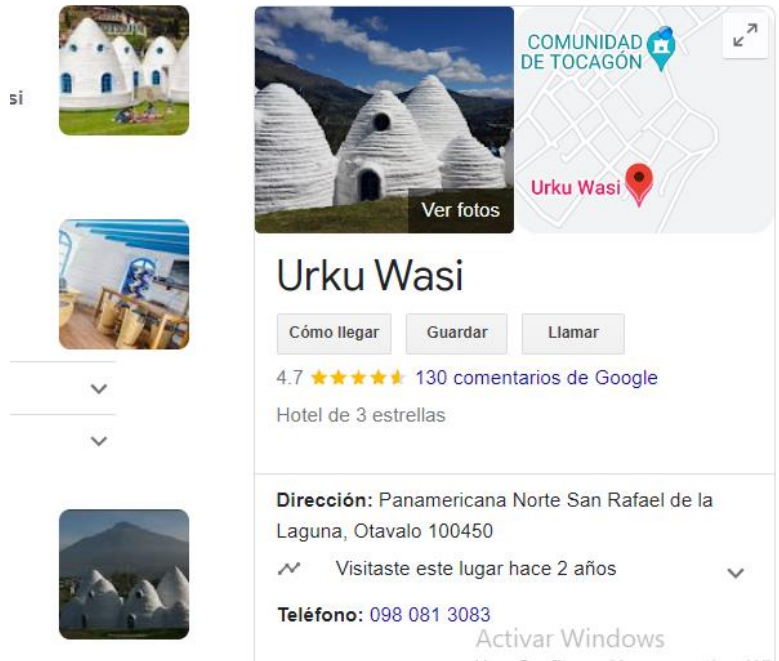 si
COMUNIDAD
DE TOCAGÓN
Urku Wasi
Ver fotos
Urku Wasi
Cómo llegar Guardar Llamar
4.7 130 comentarios de Google
Hotel de 3 estrellas
Dirección: Panamericana Norte San Rafael de la
Laguna, Otavalo 100450
Visitaste este lugar hace 2 años
Teléfono: 098 081 3083
Activar Windows